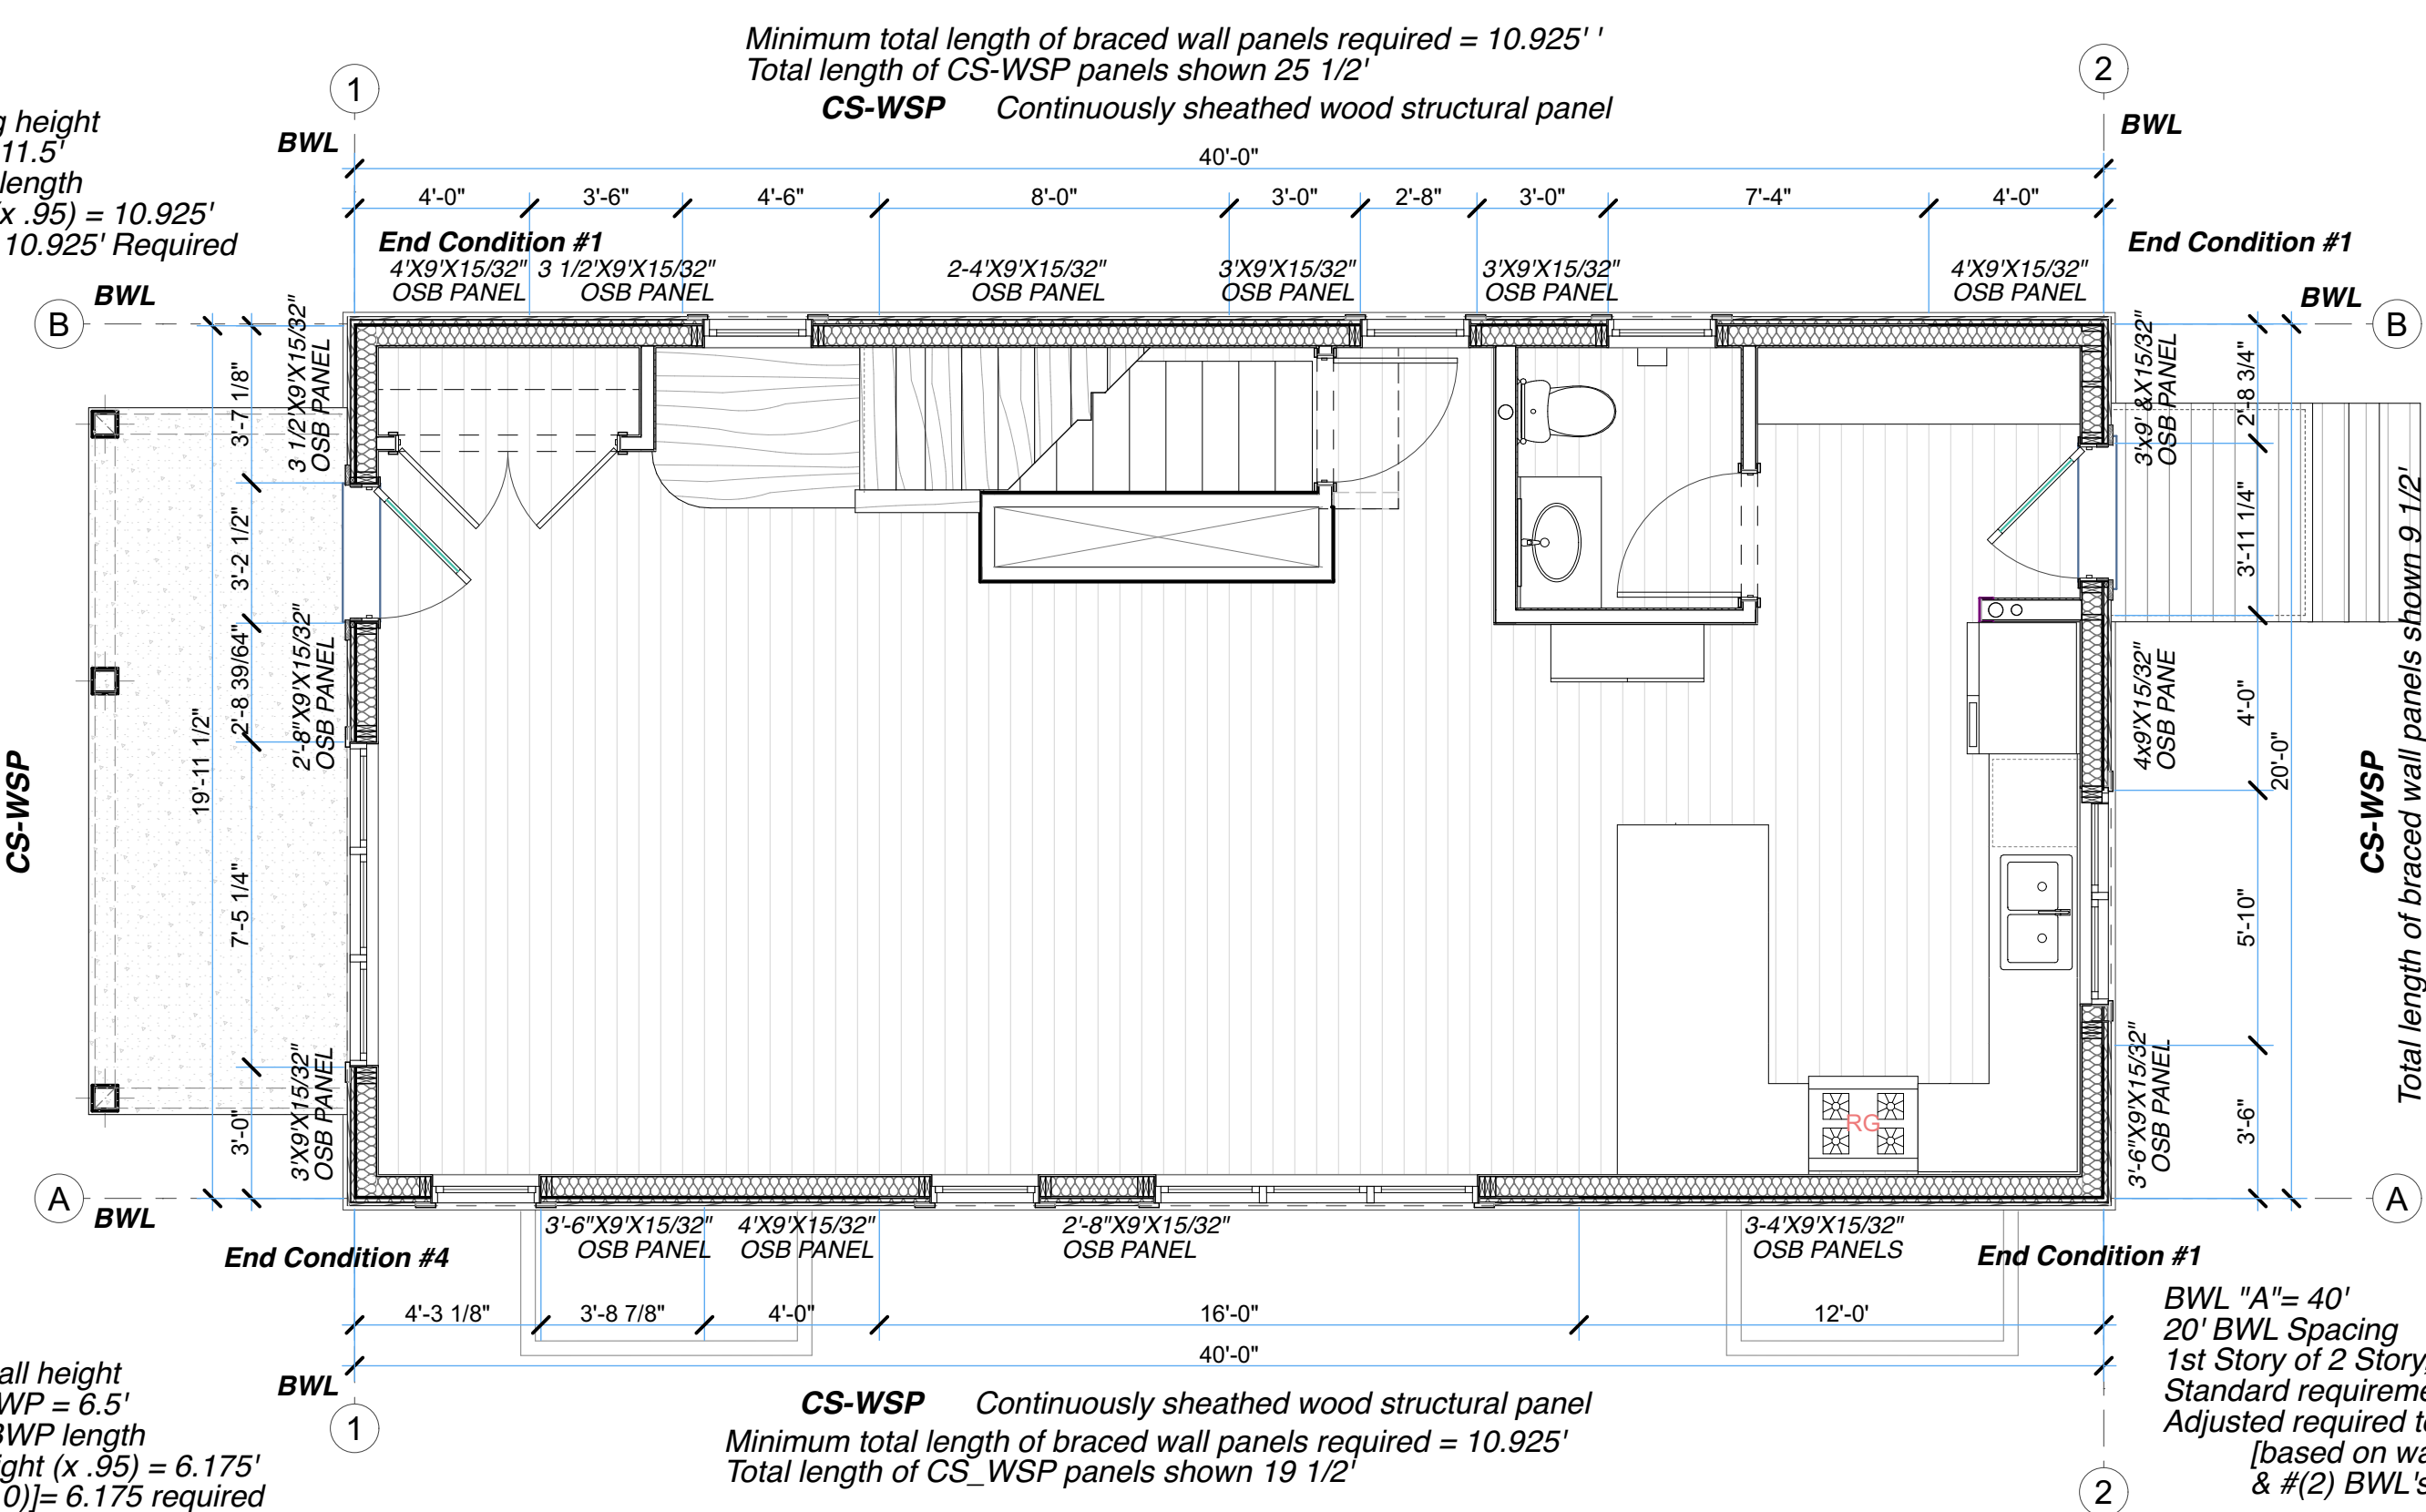 Minimum total length of braced wall panels required = 10.925' '
Total length of CS-WSP panels shown 25 1/2'
CS-WSP Continuously sheathed wood structural panel
1
2
height
11.5'
length
(x .95) = 10.925'
10.925' Required
BWL
BWL
40'-0"
4'-0" 3'-6" 4'-6" 8'-0" 3'-0" 2'-8" 3'-0" 7'-4" 4'-0"
End Condition #1
End Condition #1
4'X9'X15/32"
OSB PANEL
3 1/2'X9'X15/32"
OSB PANEL
2-4'X9'X15/32"
OSB PANEL
3'X9'X15/32"
OSB PANEL
3'X9'X15/32"
OSB PANEL
4'X9'X15/32"
OSB PANEL
BWL
B
BWL
B
CS-WSP
19'-11 1/2"
3'-7 1/8"
3'-2 1/2"
2'-8 39/64"
7'-5 1/4"
3'-0"
3 1/2'X9'X15/32"
OSB PANEL
2'-8"X9'X15/32"
OSB PANEL
3'X9'X15/32"
OSB PANEL
RG
3'x9' &X15/32"
OSB PANEL
4x9'X15/32"
OSB PANE
3'-6"X9'X15/32"
OSB PANEL
2'-8 3/4"
3'-11 1/4"
4'-0"
5'-10"
3'-6"
20'-0"
CS-WSP
Total length of braced wall panels shown 9 1/2'
A
BWL
A
End Condition #4
3'-6"X9'X15/32"
OSB PANEL
4'X9'X15/32"
OSB PANEL
2'-8"X9'X15/32"
OSB PANEL
3-4'X9'X15/32"
OSB PANELS
End Condition #1
4'-3 1/8" 3'-8 7/8" 4'-0" 16'-0" 12'-0'
40'-0"
BWL
1
2
CS-WSP Continuously sheathed wood structural panel
Minimum total length of braced wall panels required = 10.925'
Total length of CS_WSP panels shown 19 1/2'
all height
WP = 6.5'
BWP length
ight (x .95) = 6.175'
0)]= 6.175 required
BWL "A"= 40'
20' BWL Spacing
1st Story of 2 Story,
Standard requireme
Adjusted required to
[based on wa
& #(2) BWL's